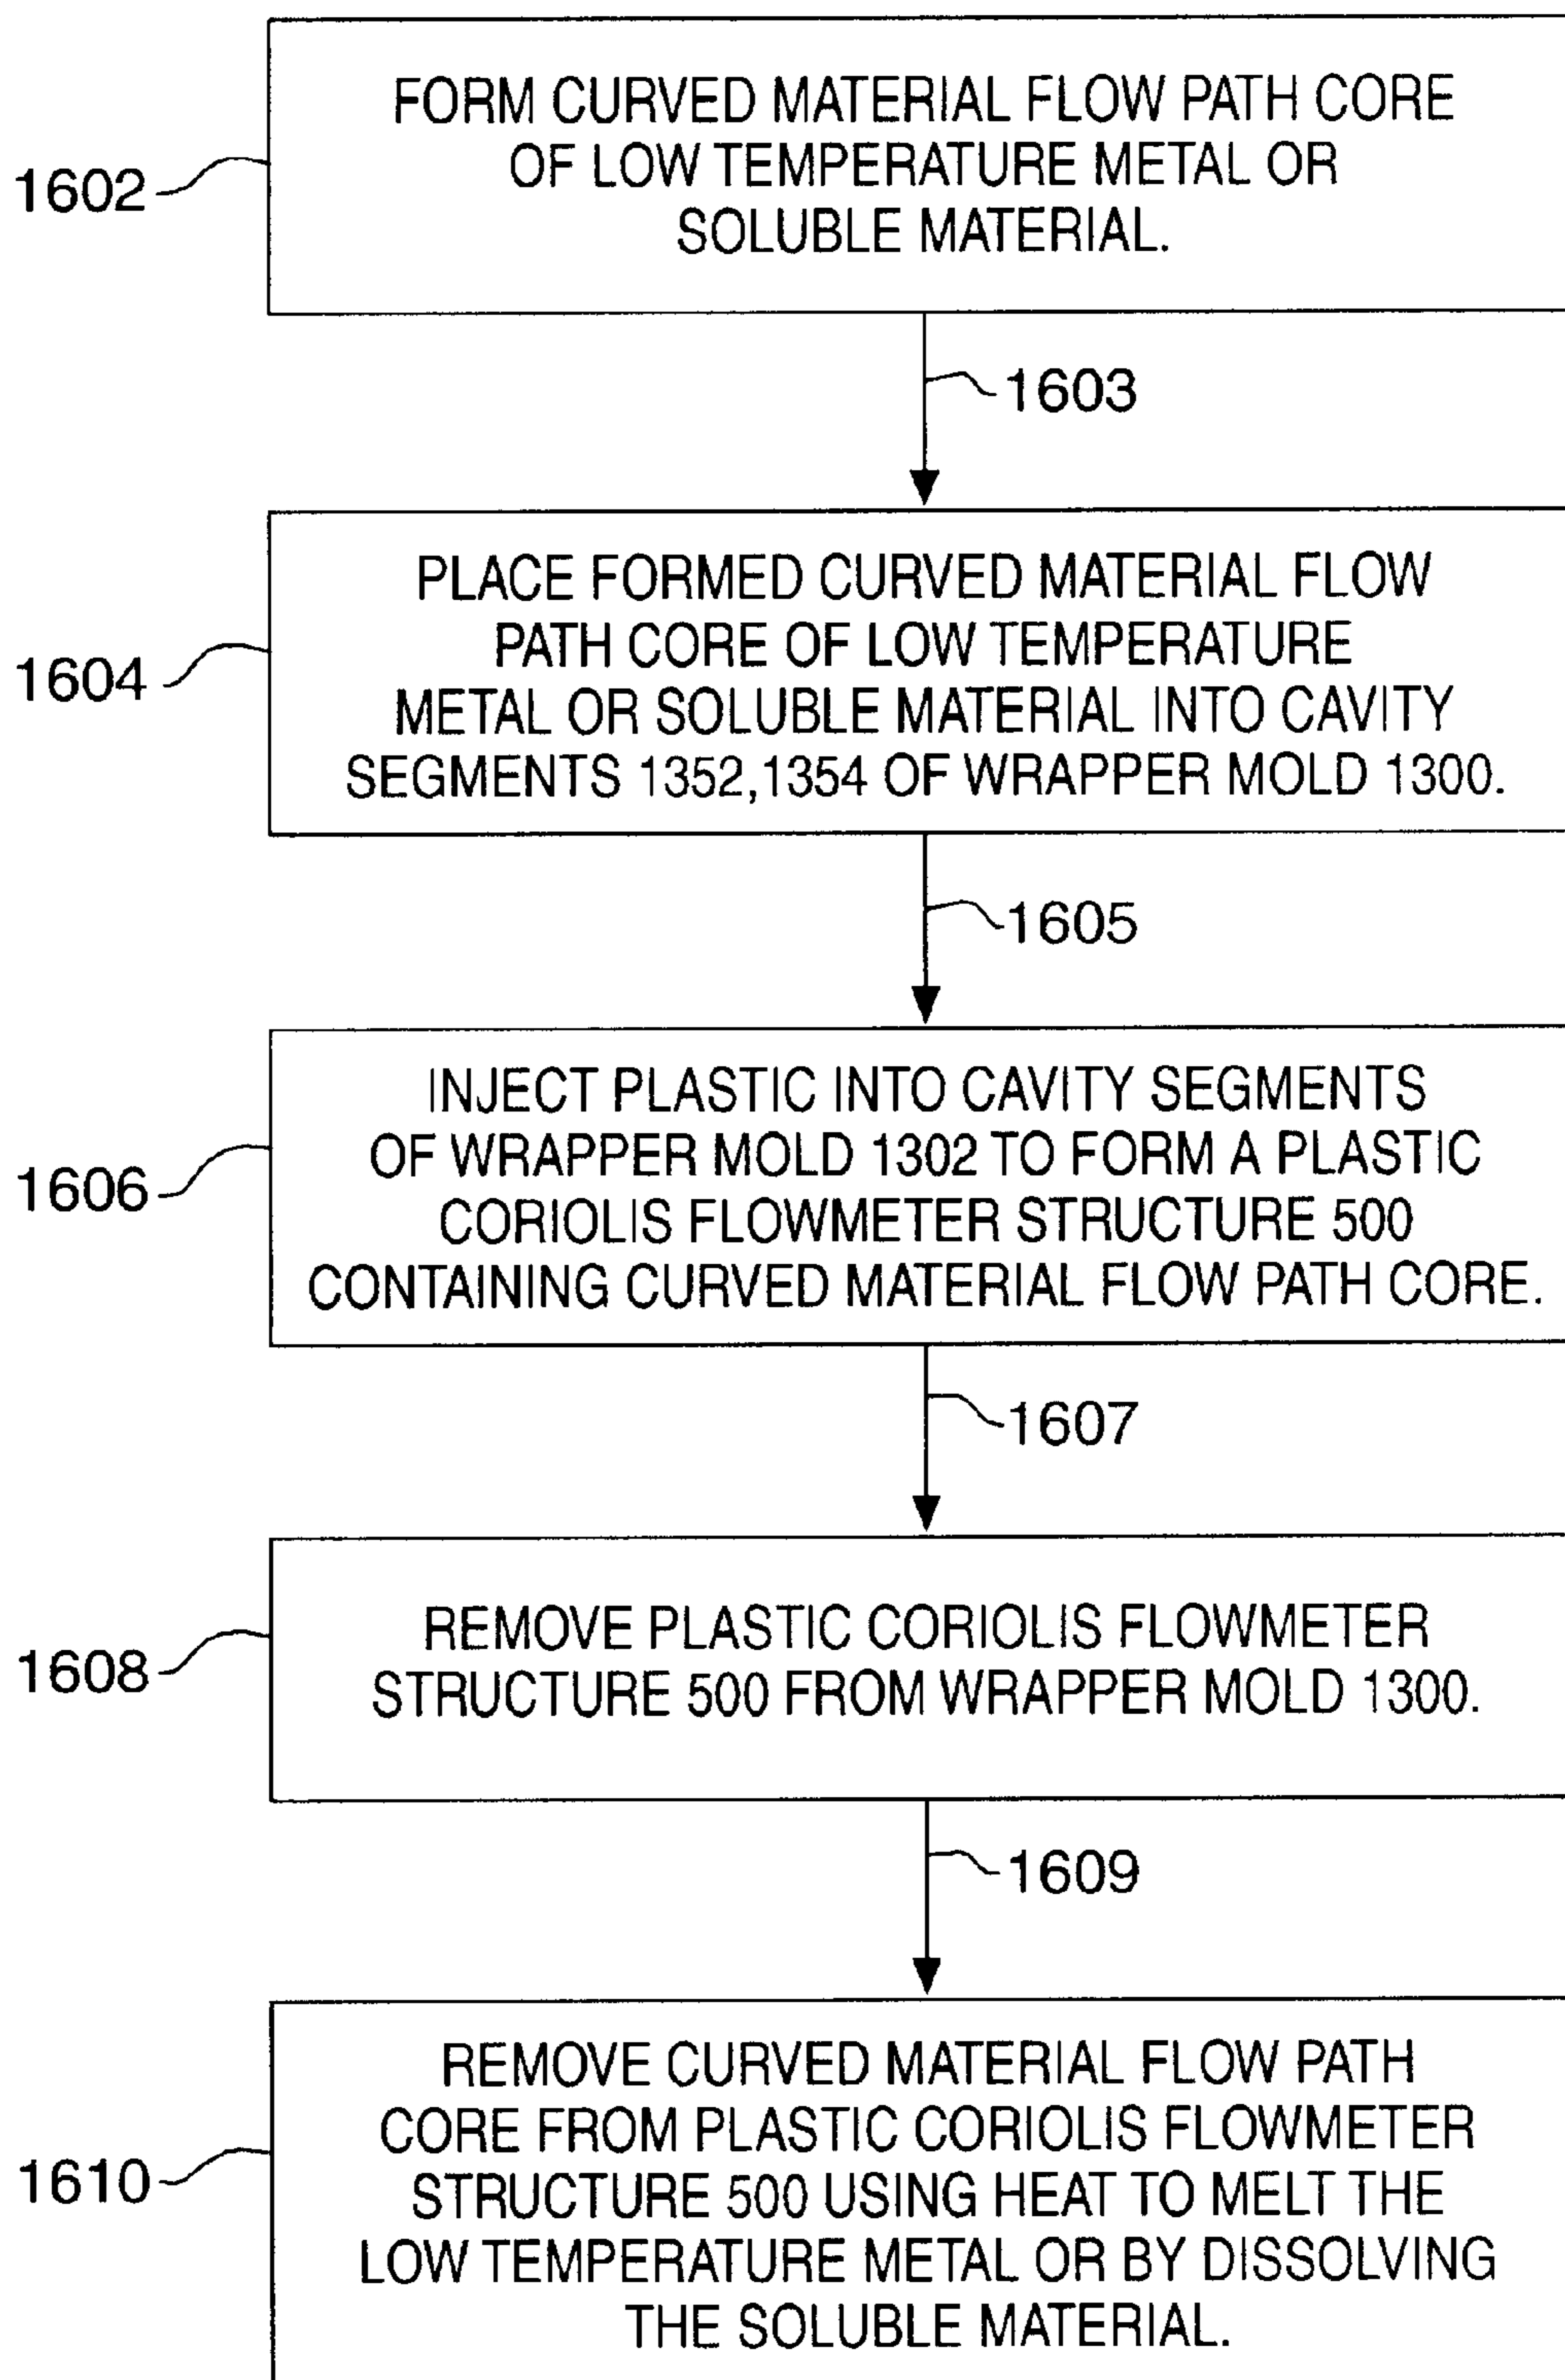 FORM CURVED MATERIAL FLOW PATH CORE
OF LOW TEMPERATURE METAL OR
SOLUBLE MATERIAL.
1602
1603
PLACE FORMED CURVED MATERIAL FLOW
PATH CORE OF LOW TEMPERATURE
METAL OR SOLUBLE MATERIAL INTO CAVITY
SEGMENTS 1352,1354 OF WRAPPER MOLD 1300.
1604
1605
INJECT PLASTIC INTO CAVITY SEGMENTS
OF WRAPPER MOLD 1302 TO FORM A PLASTIC
CORIOLIS FLOWMETER STRUCTURE 500
CONTAINING CURVED MATERIAL FLOW PATH CORE.
1606
1607
REMOVE PLASTIC CORIOLIS FLOWMETER
STRUCTURE 500 FROM WRAPPER MOLD 1300.
1608
1609
REMOVE CURVED MATERIAL FLOW PATH
CORE FROM PLASTIC CORIOLIS FLOWMETER
STRUCTURE 500 USING HEAT TO MELT THE
LOW TEMPERATURE METAL OR BY DISSOLVING
THE SOLUBLE MATERIAL.
1610